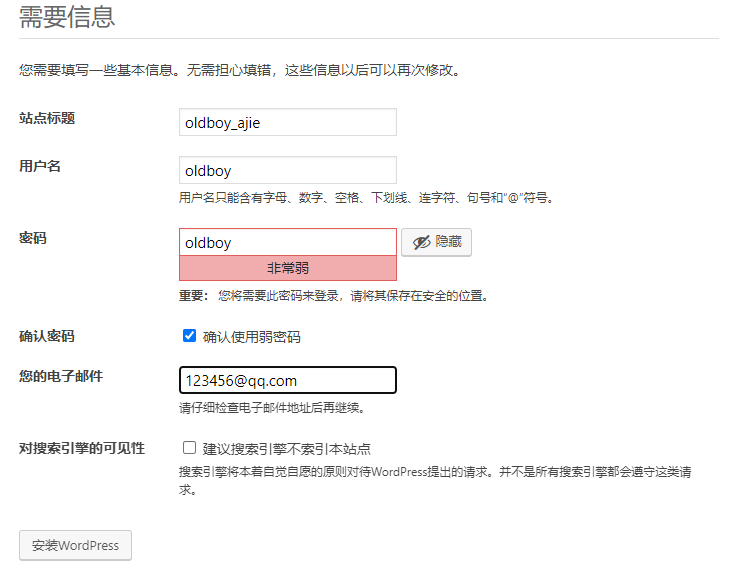 需要信息
您需要填写一些基本信息。无需担心填错，这些信息以后可以再次修改。
站点标题
oldboy_ajie
用户名
oldboy
用户名只能含有字母、数字、空格、下划线、连字符、句号和“@”符号。
密码
oldboy
隐藏
非常弱
重要： 您将需要此密码来登录，请将其保存在安全的位置。
确认密码
确认使用弱密码
您的电子邮件
123456@qq.com
请仔细检查电子邮件地址后再继续。
对搜索引擎的可见性
建议搜索引擎不索引本站点
搜索引擎将本着自觉自愿的原则对待WordPress提出的请求。并不是所有搜索引擎都会遵守这类请
求。
安装WordPress